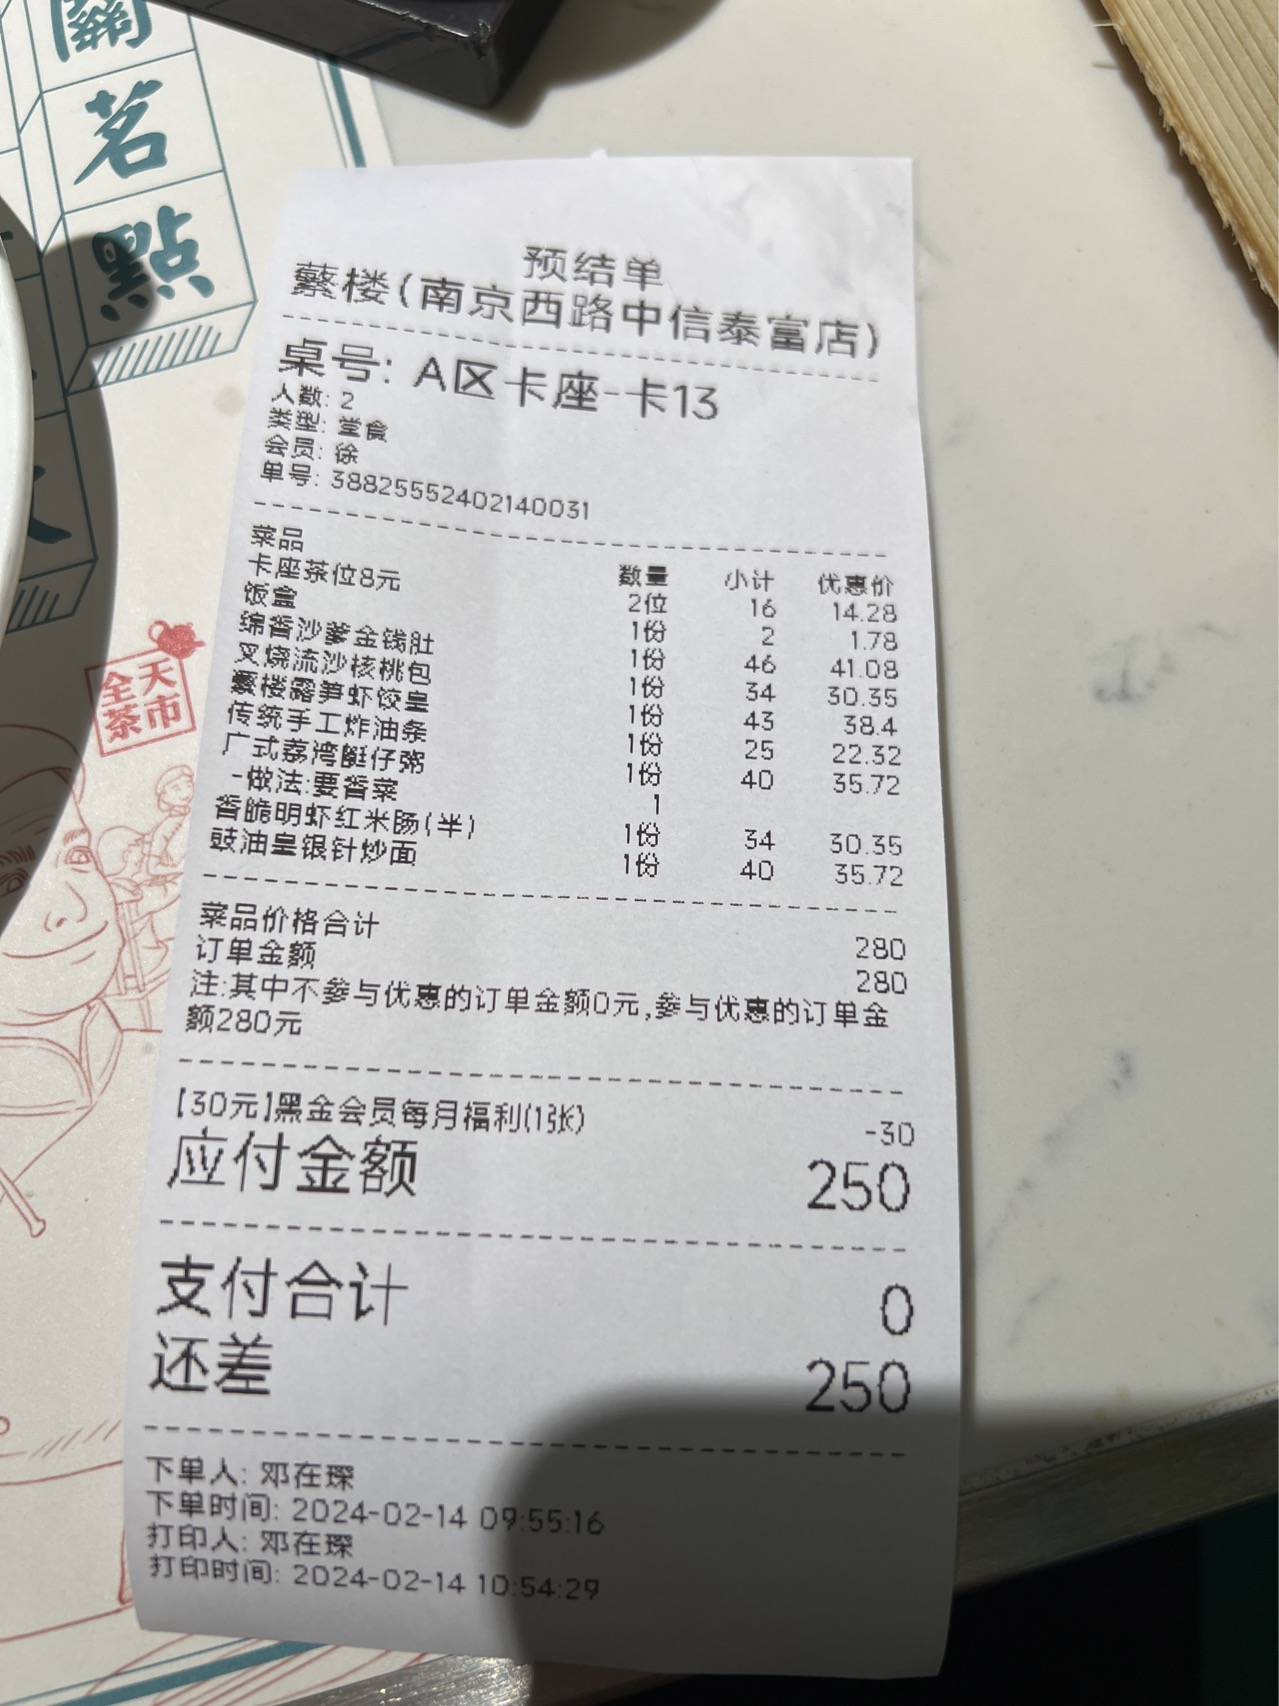 關
茗
點
全天
茶市
预结单
蘩楼(南京西路中信泰富店)
桌号: A区卡座-卡13
人数: 2
类型: 堂食
会员: 徐
单号: 38825552402140031
菜品 数量 小计 优惠价
卡座茶位8元 2位 16 14.28
饭盒 1份 2 1.78
绵香沙爹金钱肚 1份 46 41.08
叉烧流沙核桃包 1份 34 30.35
蘩楼露笋虾饺皇 1份 43 38.4
传统手工炸油条 1份 25 22.32
广式荔湾艇仔粥 1份 40 35.72
-做法:要香菜 1
香脆明虾红米肠(半) 1份 34 30.35
豉油皇银针炒面 1份 40 35.72
菜品价格合计 280
订单金额 280
注:其中不参与优惠的订单金额0元,参与优惠的订单金
额280元
[30元]黑金会员每月福利(1张) -30
应付金额 250
支付合计 0
还差 250
下单人: 邓在琛
下单时间: 2024-02-14 09:55:16
打印人: 邓在琛
打印时间: 2024-02-14 10:54:29